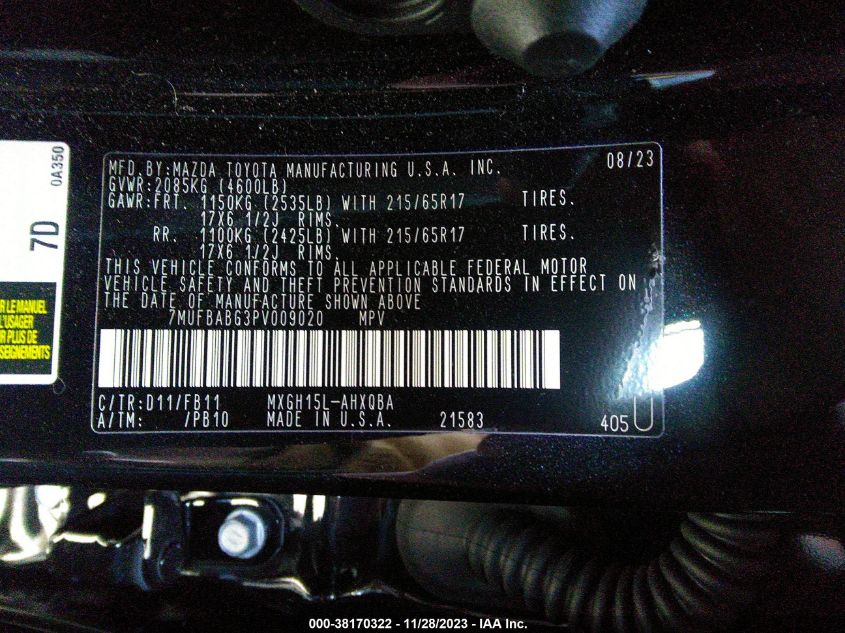 0A350
7D
R LE MANUEL
L'USAGER
R PLUS DE
SEIGNEMENTS
MFD.BY:MAZDA TOYOTA MANUFACTURING U.S.A. INC. 08/23
GVWR:2085KG (4600LB)
GAWR:FRT. 1150KG (2535LB) WITH 215/65R17 TIRES.
17X6 1/2J RIMS.
RR. 1100KG (2425LB) WITH 215/65R17 TIRES.
17X6 1/2J RIMS.
THIS VEHICLE CONFORMS TO ALL APPLICABLE FEDERAL MOTOR
VEHICLE SAFETY AND THEFT PREVENTION STANDARDS IN EFFECT ON
THE DATE OF MANUFACTURE SHOWN ABOVE
7MUFBABG3PV009020 MPV
C/TR:D11/FB11 MXGH15L-AHXQBA
A/TM: /PB10 MADE IN U.S.A. 21583 405
000-38170322 - 11/28/2023 - IAA Inc.